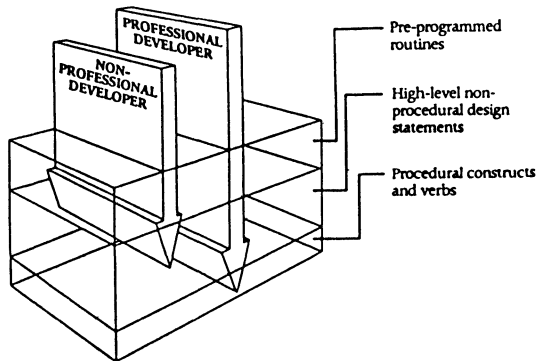 PROFESSIONAL
DEVELOPER
NON-
PROFESSIONAL
DEVELOPER
Pre-programmed
routines
High-level non-
procedural design
statements
Procedural constructs
and verbs